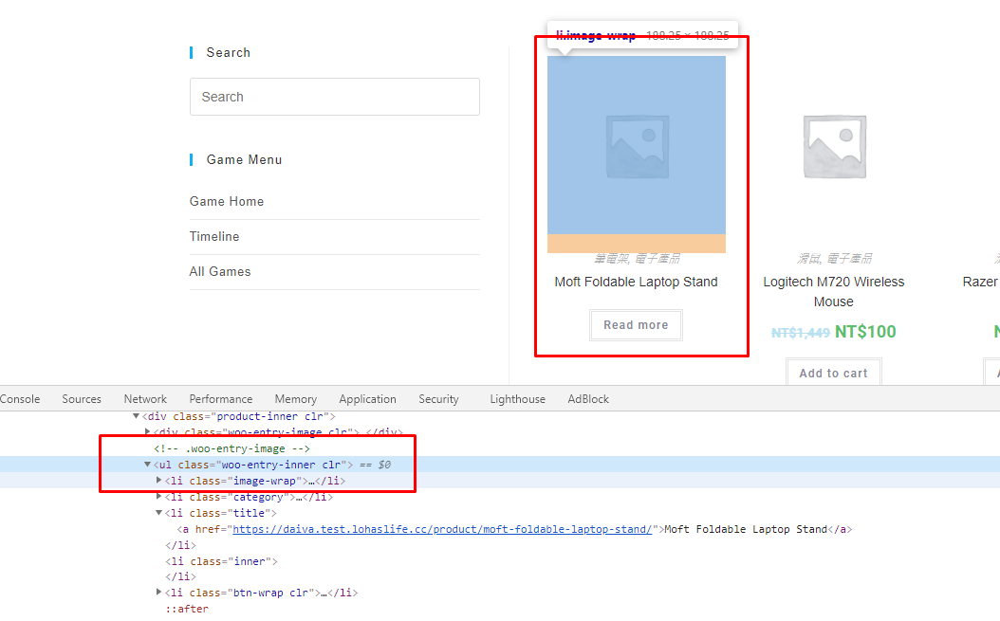 li.image-wrap 188.25 × 188.25
Search
Search
Game Menu
Game Home
Timeline
All Games
筆電架, 電子產品
Moft Foldable Laptop Stand
Read more
滑鼠, 電子產品
Logitech M720 Wireless
Mouse
NT$1,449 NT$100
Add to cart
Razer
Console Sources Network Performance Memory Application Security Lighthouse AdBlock
▼<div class="product-inner clr">
▶<div class="woo-entry-image clr">…</div>
<!-- .woo-entry-image -->
▼<ul class="woo-entry-inner clr"> == $0
▶<li class="image-wrap">…</li>
▶<li class="category">…</li>
▼<li class="title">
<a href="https://daiva.test.lohaslife.cc/product/moft-foldable-laptop-stand/">Moft Foldable Laptop Stand</a>
</li>
<li class="inner">
</li>
▶<li class="btn-wrap clr">…</li>
::after